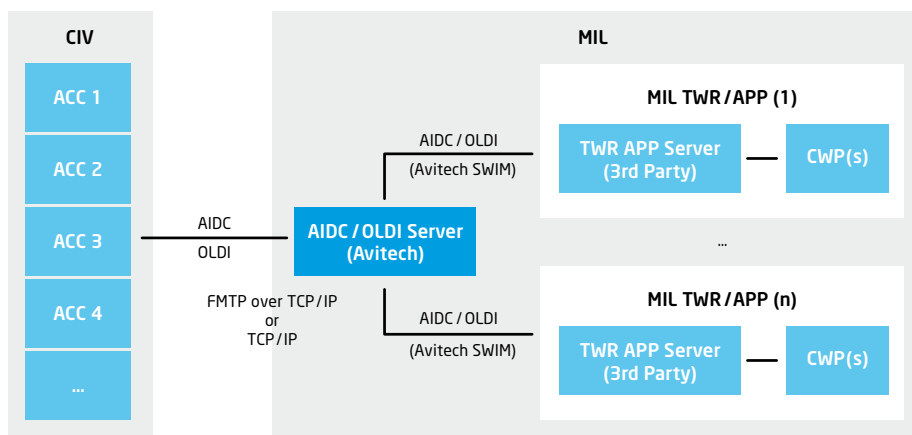 CIV
ACC 1
ACC 2
ACC 3
ACC 4
...
AIDC
OLDI
FMTP over TCP/IP
or
TCP/IP
MIL
AIDC/OLDI Server
(Avitech)
AIDC/OLDI
(Avitech SWIM)
MIL TWR/APP (1)
TWR APP Server
(3rd Party)
CWP(s)
...
AIDC/OLDI
(Avitech SWIM)
MIL TWR/APP (n)
TWR APP Server
(3rd Party)
CWP(s)